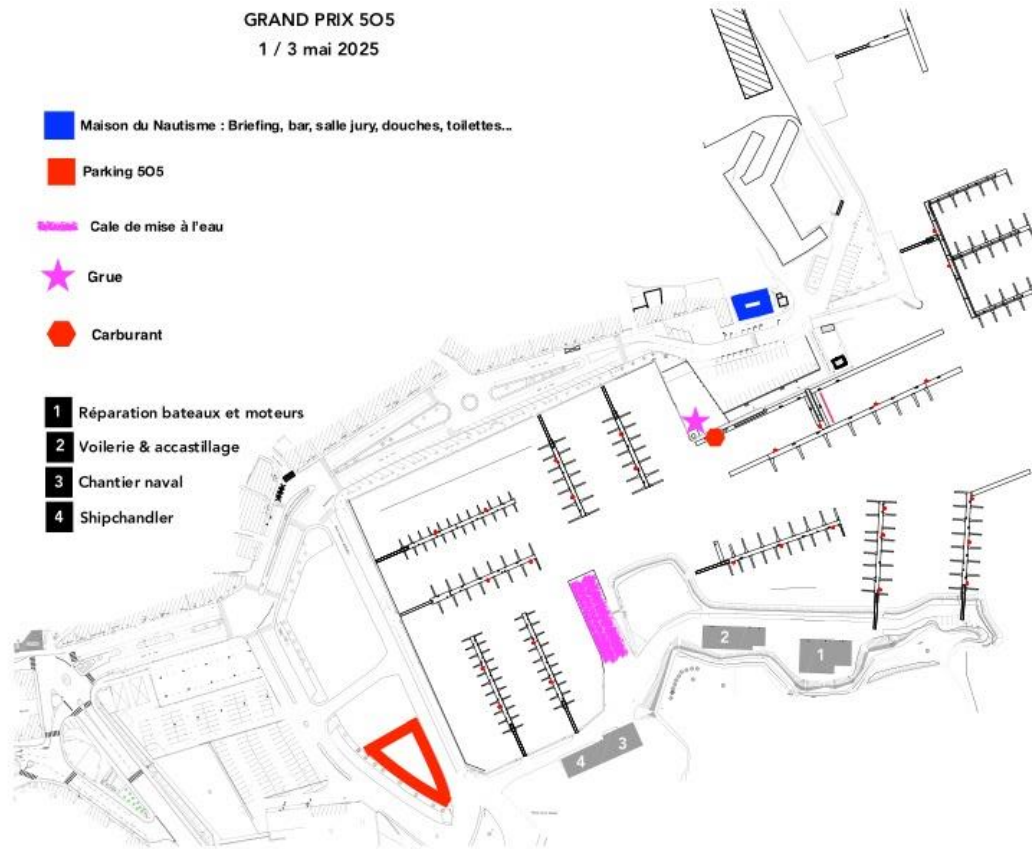 GRAND PRIX 5O5
1 / 3 mai 2025
Maison du Nautisme : Briefing, bar, salle jury, douches, toilettes...
Parking 5O5
Cale de mise à l'eau
Grue
Carburant
1 Réparation bateaux et moteurs
2 Voilerie & accastillage
3 Chantier naval
4 Shipchandler
2
1
3
4